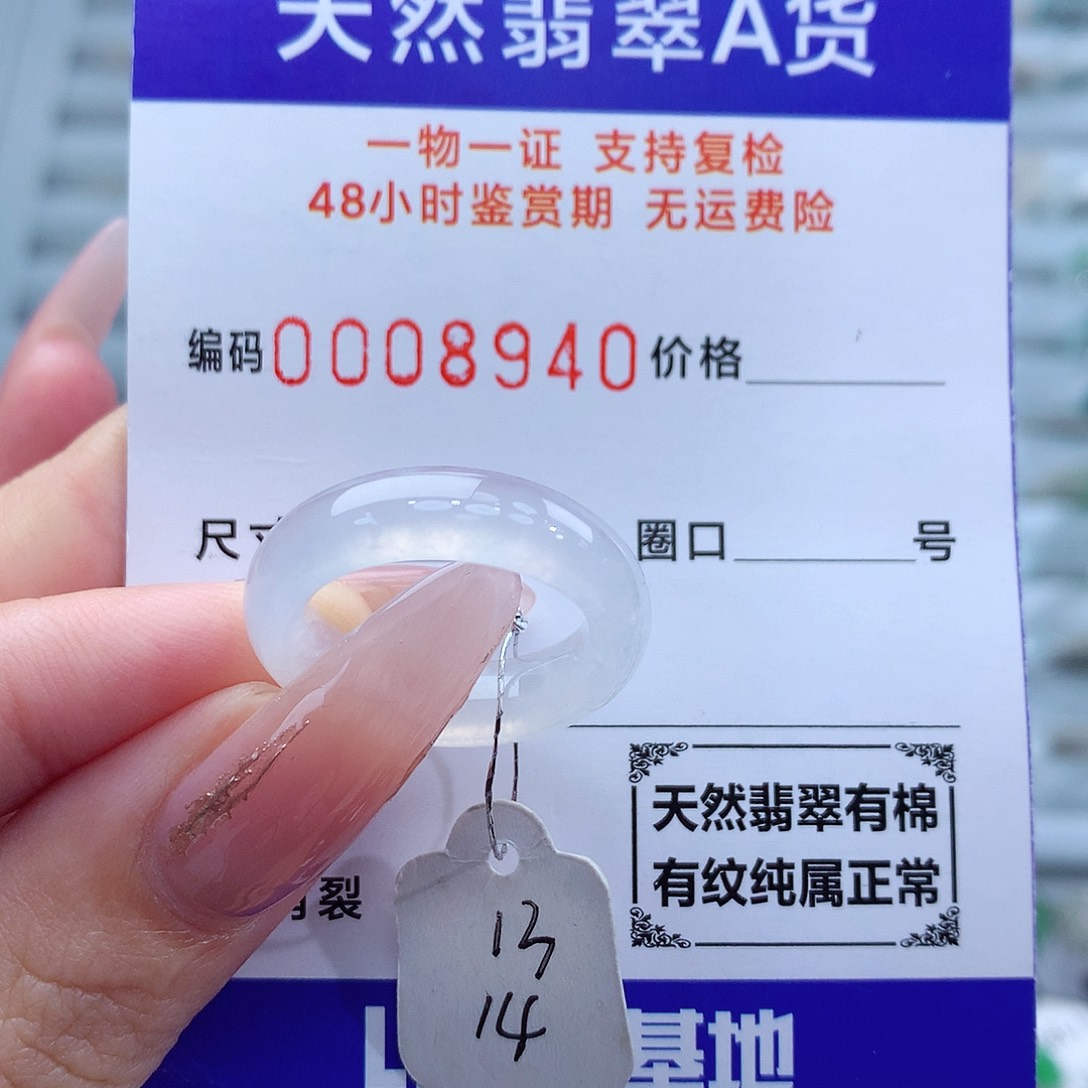 天然翡翠A货
一物一证 支持复检
48小时鉴赏期 无运费险
编码0008940价格
尺寸 圈口 号
天然翡翠有棉
有纹纯属正常
裂
13
14
基地